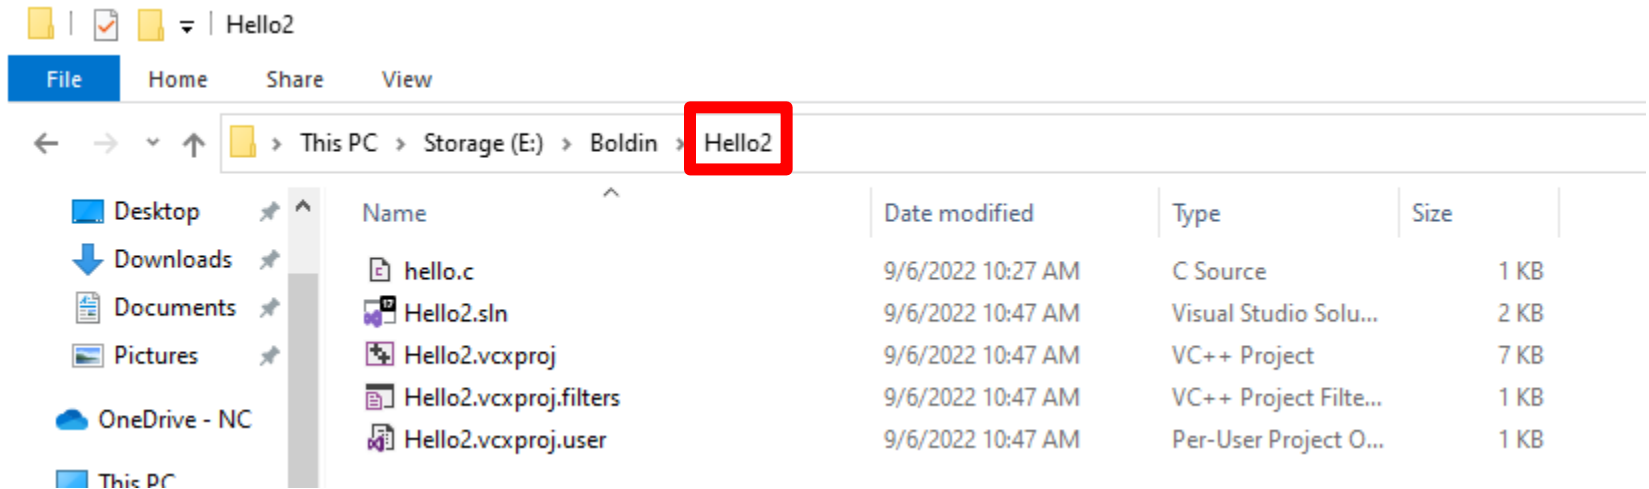 Hello2
File Home Share View
This PC > Storage (E:) > Boldin > Hello2
Name Date modified Type Size
Desktop
Downloads
Documents
Pictures
OneDrive - NC
This PC
hello.c 9/6/2022 10:27 AM C Source 1 KB
17
Hello2.sln 9/6/2022 10:47 AM Visual Studio Solu... 2 KB
Hello2.vcxproj 9/6/2022 10:47 AM VC++ Project 7 KB
Hello2.vcxproj.filters 9/6/2022 10:47 AM VC++ Project Filte... 1 KB
Hello2.vcxproj.user 9/6/2022 10:47 AM Per-User Project O... 1 KB